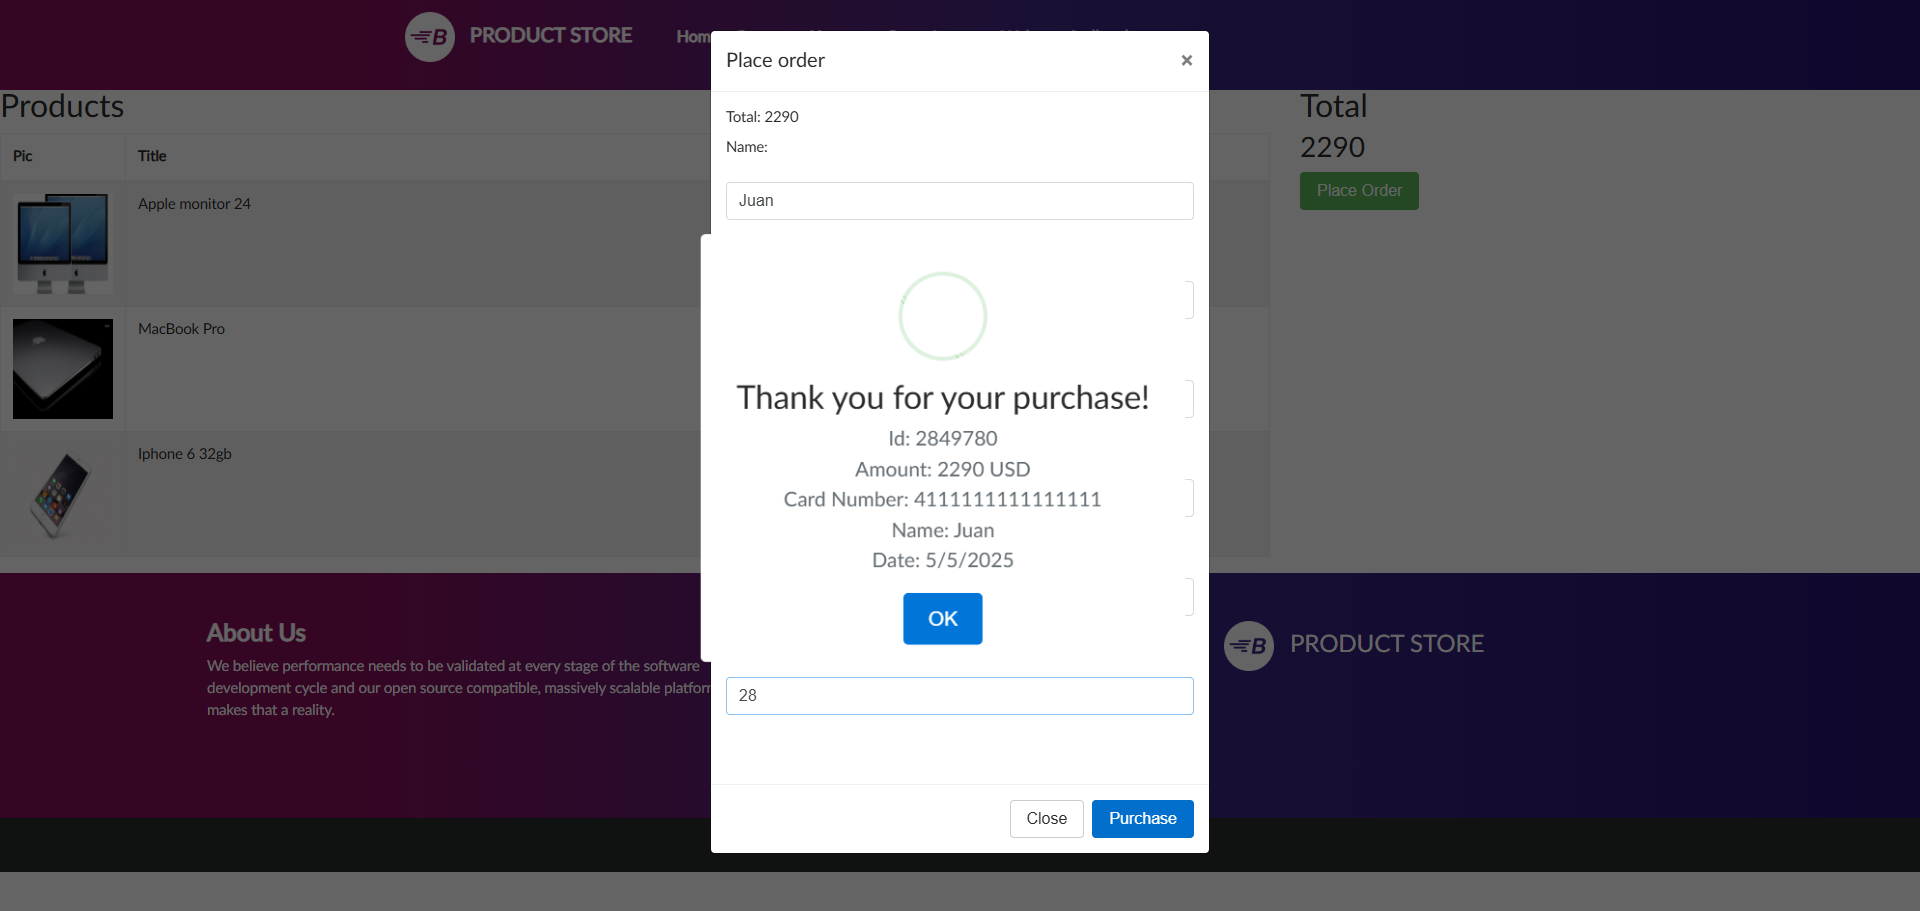 PRODUCT STORE
Place order
×
Total: 2290
Name:
Juan
Products
Pic
Title
Apple monitor 24
MacBook Pro
Iphone 6 32gb
Total
2290
Place Order
Thank you for your purchase!
Id: 2849780
Amount: 2290 USD
Card Number: 4111111111111111
Name: Juan
Date: 5/5/2025
OK
28
Close
Purchase
About Us
We believe performance needs to be validated at every stage of the software
development cycle and our open source compatible, massively scalable platform
makes that a reality.
B PRODUCT STORE